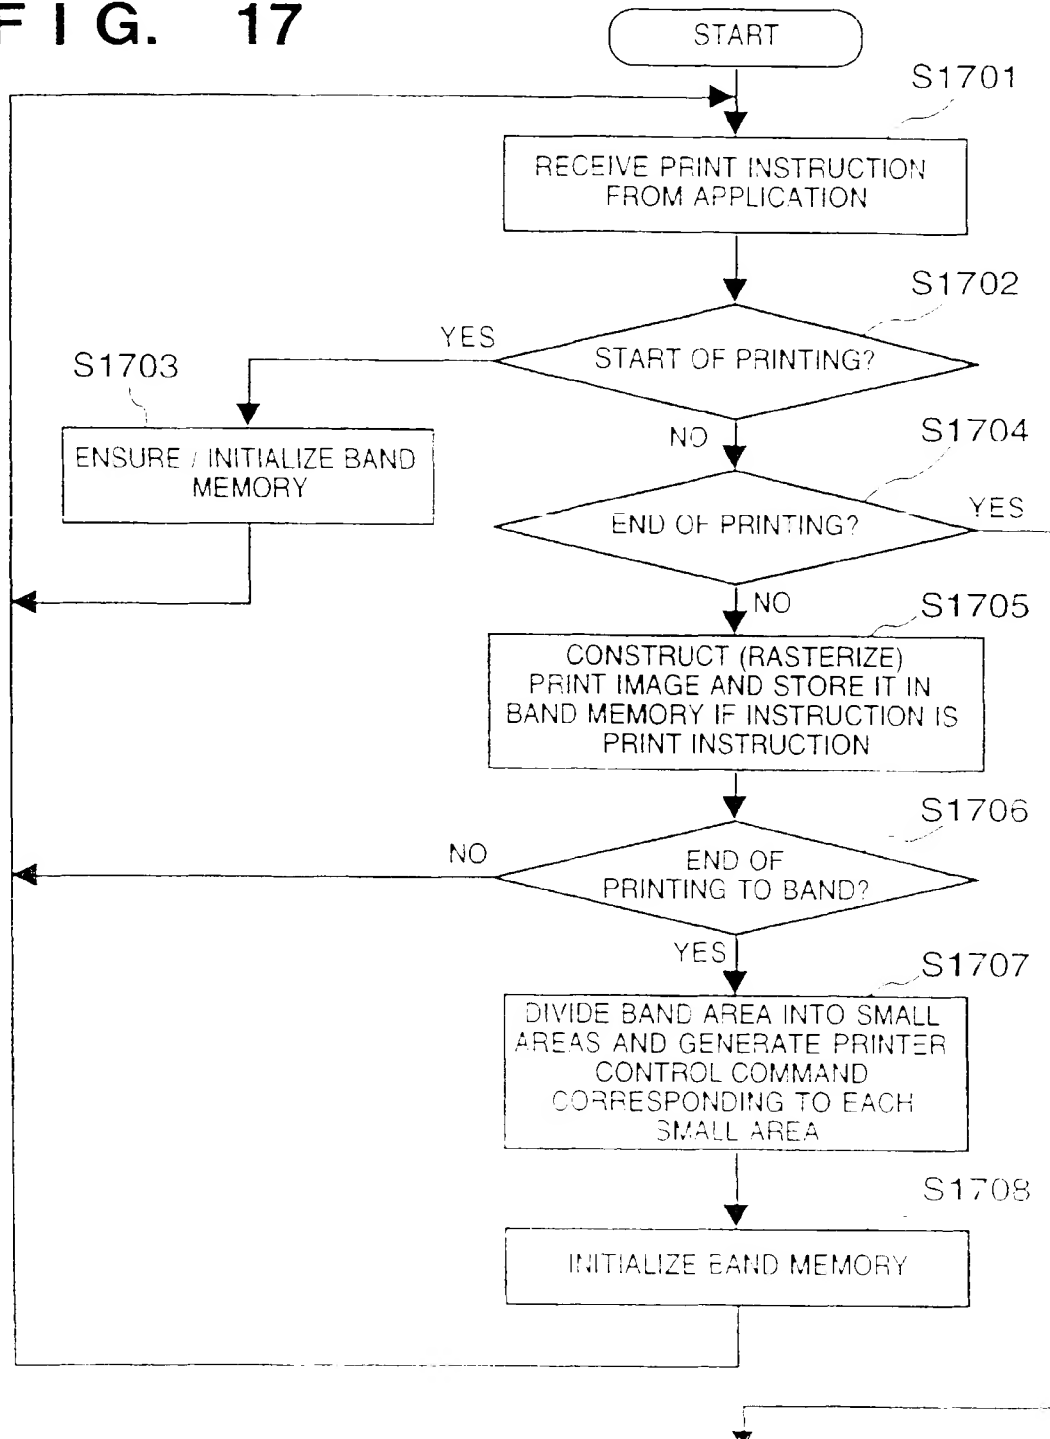 FIG. 17
START
S1701
RECEIVE PRINT INSTRUCTION
FROM APPLICATION
S1702
YES
START OF PRINTING?
S1703
ENSURE / INITIALIZE BAND
MEMORY
NO
S1704
END OF PRINTING?
YES
NO
S1705
CONSTRUCT (RASTERIZE)
PRINT IMAGE AND STORE IT IN
BAND MEMORY IF INSTRUCTION IS
PRINT INSTRUCTION
S1706
NO
END OF
PRINTING TO BAND?
YES
S1707
DIVIDE BAND AREA INTO SMALL
AREAS AND GENERATE PRINTER
CONTROL COMMAND
CORRESPONDING TO EACH
SMALL AREA
S1708
INITIALIZE BAND MEMORY